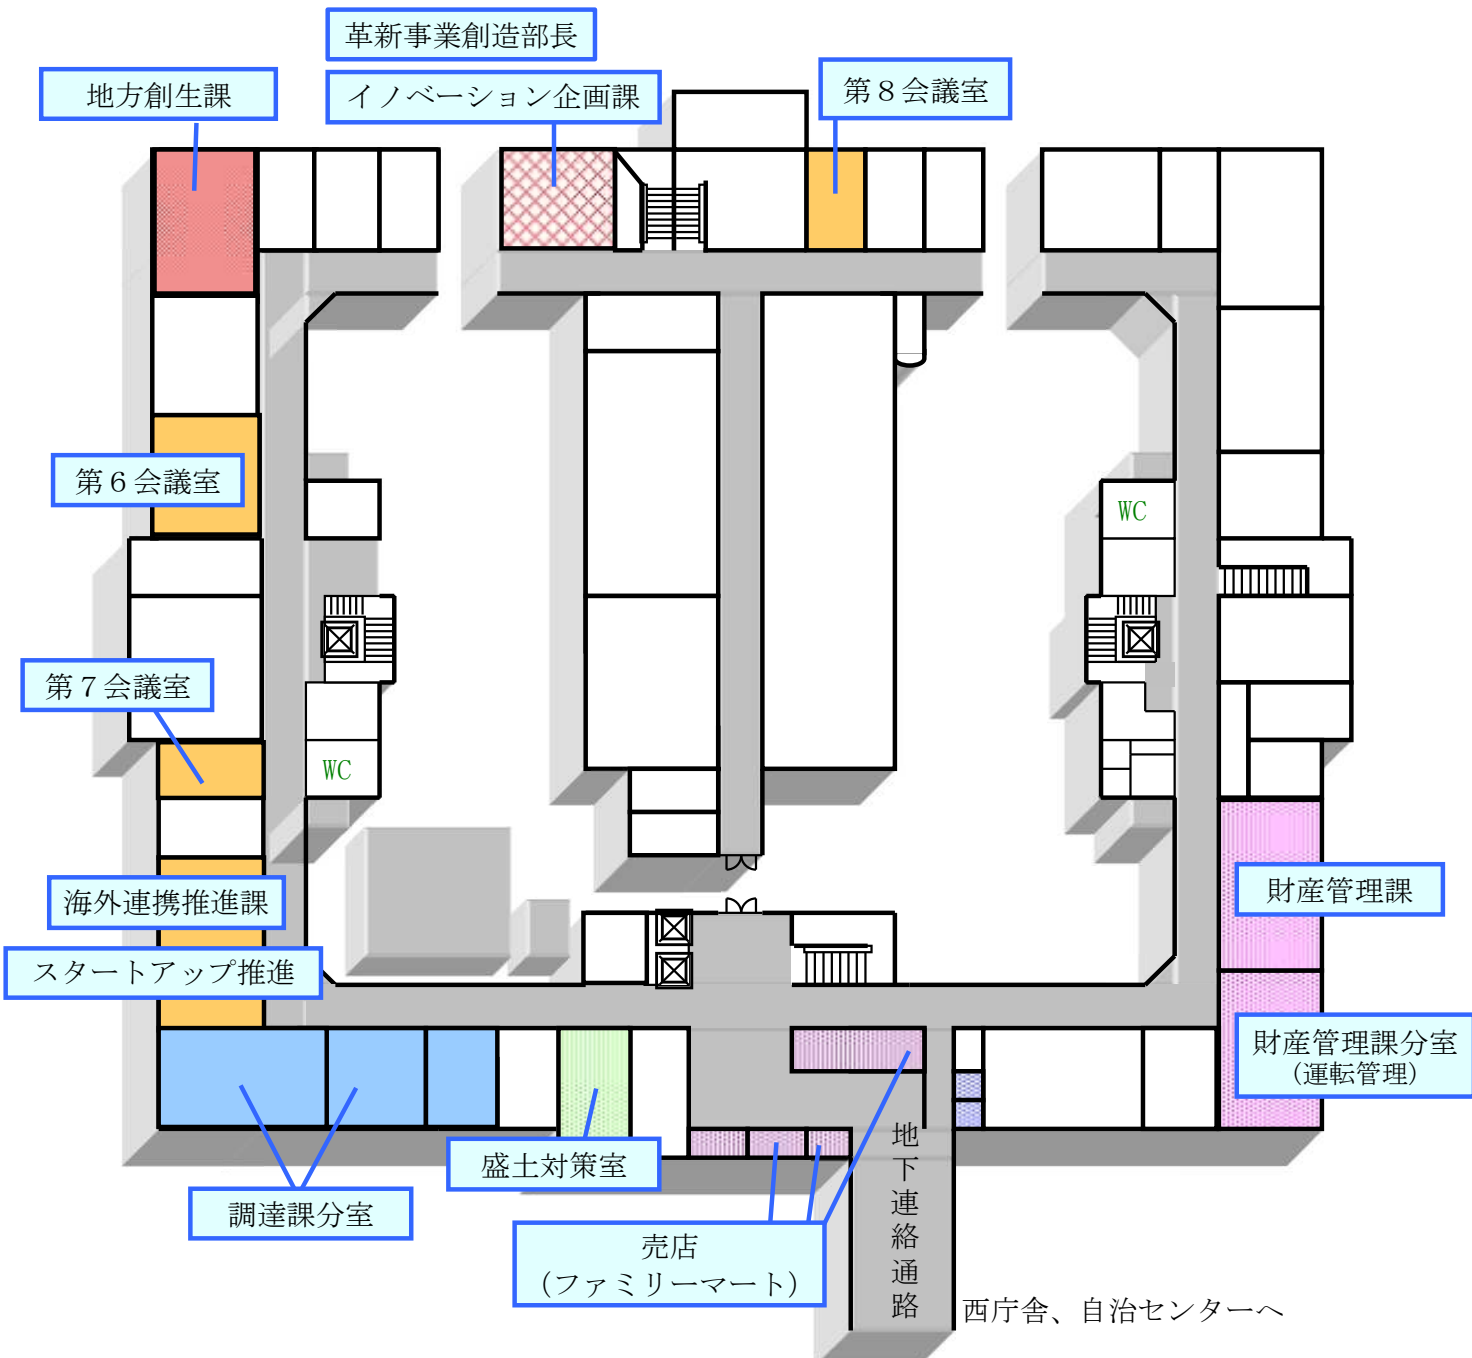 革新事業創造部長
地方創生課
イノベーション企画課
第８会議室
第６会議室
WC
第７会議室
WC
海外連携推進課
財産管理課
スタートアップ推進
財産管理課分室
（運転管理）
盛土対策室
調達課分室
売店
（ファミリーマート）
地下連絡通路
西庁舎、自治センターへ